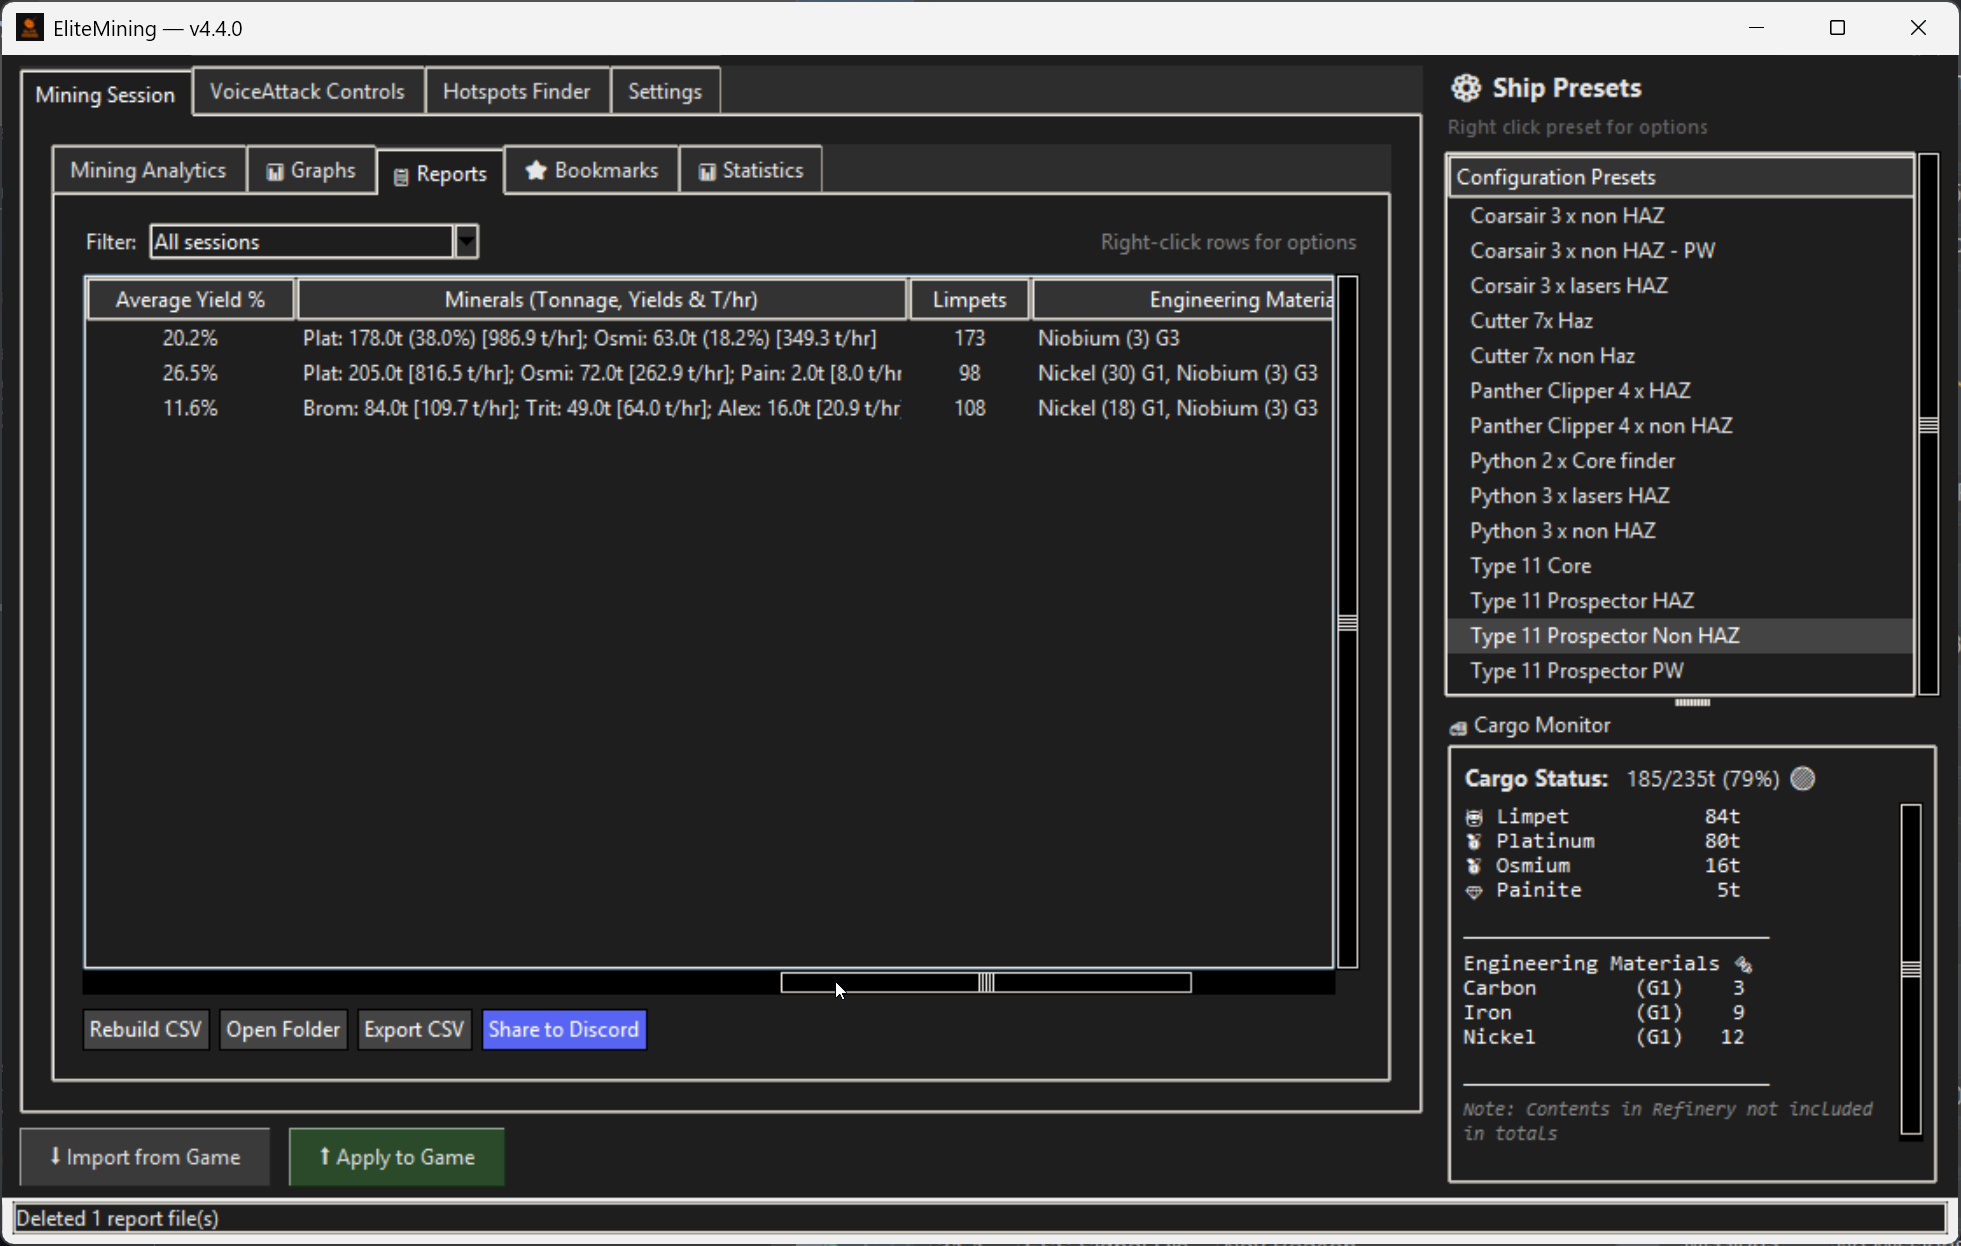 EliteMining — v4.4.0
Mining Session
VoiceAttack Controls
Hotspots Finder
Settings
Mining Analytics
Graphs
Reports
Bookmarks
Statistics
Filter: All sessions
Right-click rows for options
Average Yield % Minerals (Tonnage, Yields & T/hr) Limpets Engineering Materia
20.2% Plat: 178.0t (38.0%) [986.9 t/hr]; Osmi: 63.0t (18.2%) [349.3 t/hr] 173 Niobium (3) G3
26.5% Plat: 205.0t [816.5 t/hr]; Osmi: 72.0t [262.9 t/hr]; Pain: 2.0t [8.0 t/hr 98 Nickel (30) G1, Niobium (3) G3
11.6% Brom: 84.0t [109.7 t/hr]; Trit: 49.0t [64.0 t/hr]; Alex: 16.0t [20.9 t/hr 108 Nickel (18) G1, Niobium (3) G3
Rebuild CSV
Open Folder
Export CSV
Share to Discord
Import from Game
Apply to Game
Deleted 1 report file(s)
Ship Presets
Right click preset for options
Configuration Presets
Coarsair 3 x non HAZ
Coarsair 3 x non HAZ - PW
Corsair 3 x lasers HAZ
Cutter 7x Haz
Cutter 7x non Haz
Panther Clipper 4 x HAZ
Panther Clipper 4 x non HAZ
Python 2 x Core finder
Python 3 x lasers HAZ
Python 3 x non HAZ
Type 11 Core
Type 11 Prospector HAZ
Type 11 Prospector Non HAZ
Type 11 Prospector PW
Cargo Monitor
Cargo Status: 185/235t (79%)
Limpet 84t
Platinum 80t
Osmium 16t
Painite 5t
Engineering Materials
Carbon (G1) 3
Iron (G1) 9
Nickel (G1) 12
Note: Contents in Refinery not included
in totals